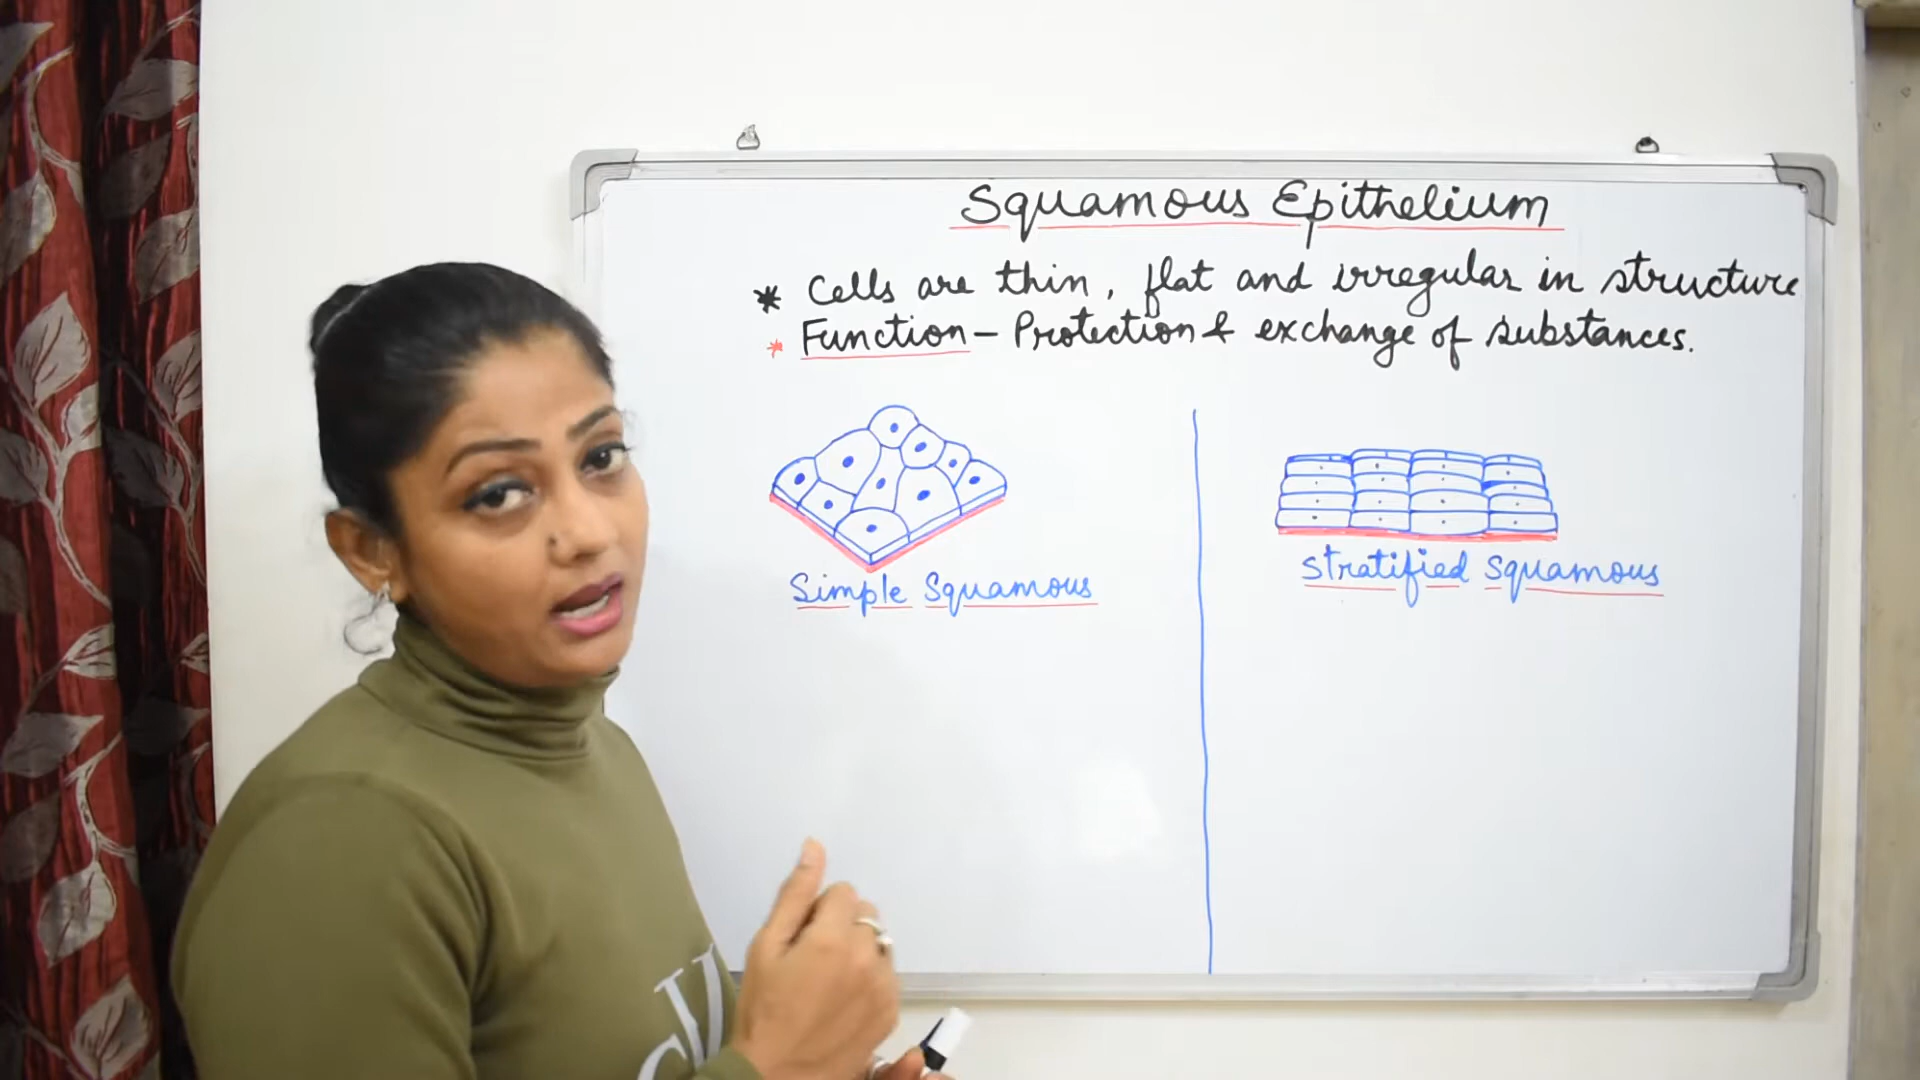 Squamous Epithelium
* Cells are thin, flat and irregular in structure
* Function - Protection & exchange of substances.
Simple Squamous
Stratified Squamous